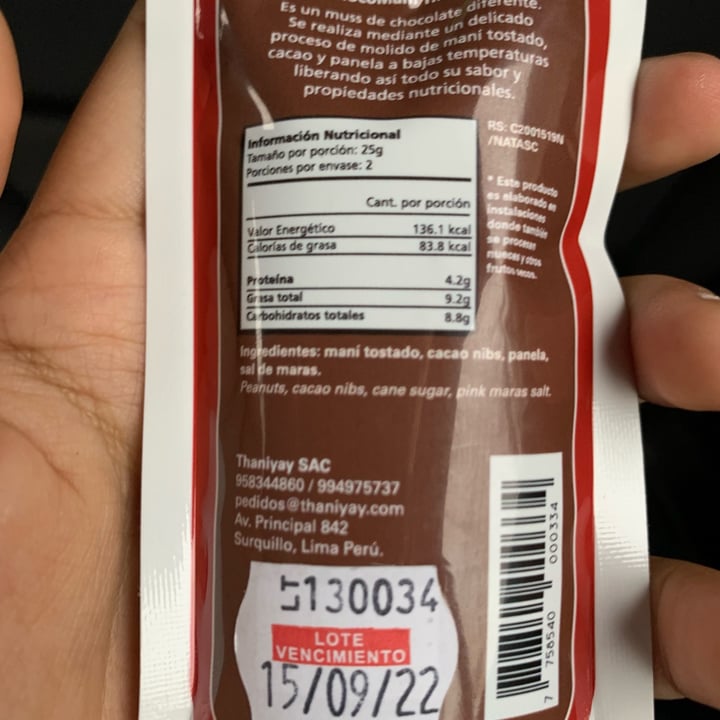 Es un muss de chocolate diferente.
Se realiza mediante un delicado
proceso de molido de maní tostado,
cacao y panela a bajas temperaturas
liberando así todo su sabor y
propiedades nutricionales.
Información Nutricional
Tamaño por porción: 25g
Porciones por envase: 2
Cant. por porción
Valor Energético 136.1 kcal
Calorías de grasa 83.8 kcal
Proteína 4.2g
Grasa total 9.2g
Carbohidratos totales 8.8g
RS: C2001519N
/NATASC
* Este producto
es elaborado en
instalaciones
donde también
se procesan
nueces y otros
frutos secos.
Ingredientes: maní tostado, cacao nibs, panela,
sal de maras.
Peanuts, cacao nibs, cane sugar, pink maras salt.
Thaniyay SAC
958344860 / 994975737
pedidos@thaniyay.com
Av. Principal 842
Surquillo, Lima Perú.
130034
LOTE
VENCIMIENTO
15/09/22
7 758540 000334